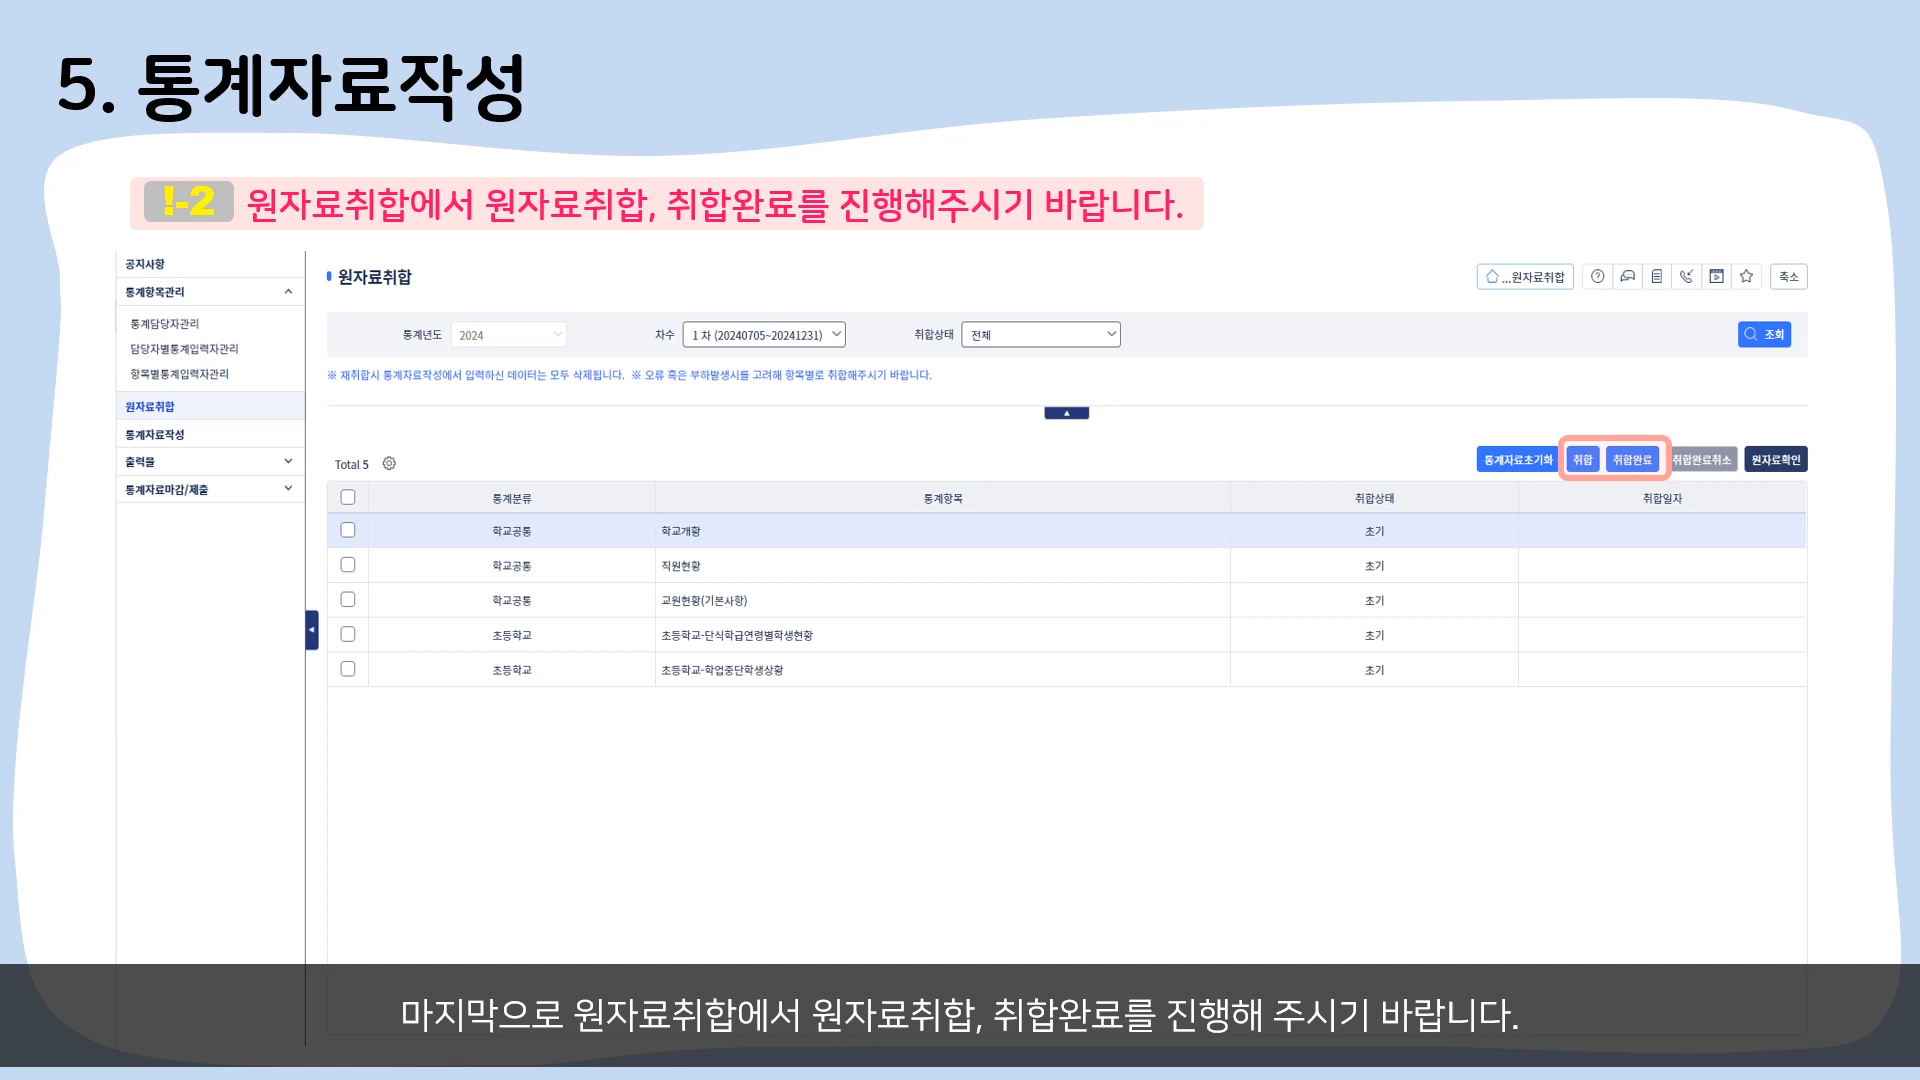 5. 통계자료작성
!-2 원자료취합에서 원자료취합, 취합완료를 진행해주시기 바랍니다.
공지사항
통계항목관리
통계담당자관리
담당자별통계입력자관리
항목별통계입력자관리
원자료취합
통계자료작성
출력물
통계자료마감/제출
원자료취합
...원자료취합
축소
통계년도 2024 차수 1 차 (20240705~20241231) 취합상태 전체 조회
※ 재취합시 통계자료작성에서 입력하신 데이터는 모두 삭제됩니다. ※ 오류 혹은 부하발생시를 고려해 항목별로 취합해주시기 바랍니다.
Total 5
통계자료초기화 취합 취합완료 취합완료취소 원자료확인
통계분류 통계항목 취합상태 취합일자
학교공통 학교개황 초기
학교공통 직원현황 초기
학교공통 교원현황(기본사항) 초기
초등학교 초등학교-단식학급연령별학생현황 초기
초등학교 초등학교-학업중단학생상황 초기
마지막으로 원자료취합에서 원자료취합, 취합완료를 진행해 주시기 바랍니다.